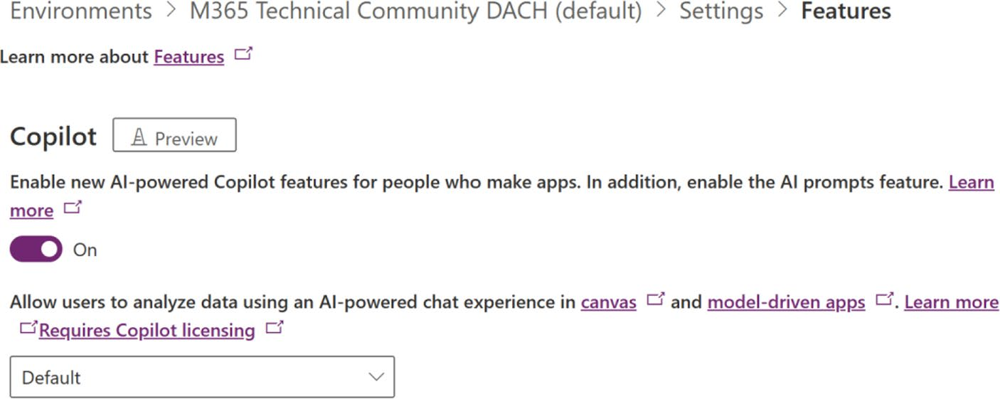 Environments > M365 Technical Community DACH (default) > Settings > Features
Learn more about Features
Copilot Preview
Enable new AI-powered Copilot features for people who make apps. In addition, enable the AI prompts feature. Learn
more
On
Allow users to analyze data using an AI-powered chat experience in canvas and model-driven apps. Learn more
Requires Copilot licensing
Default